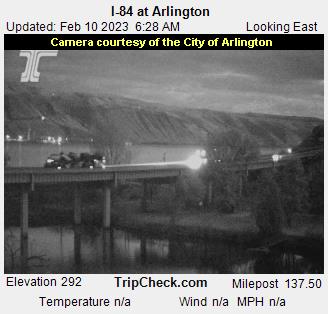 I-84 at Arlington
Updated: Feb 10 2023 6:28 AM Looking East
Camera courtesy of the City of Arlington
Elevation 292 TripCheck.com Milepost 137.50
Temperature n/a Wind n/a MPH n/a